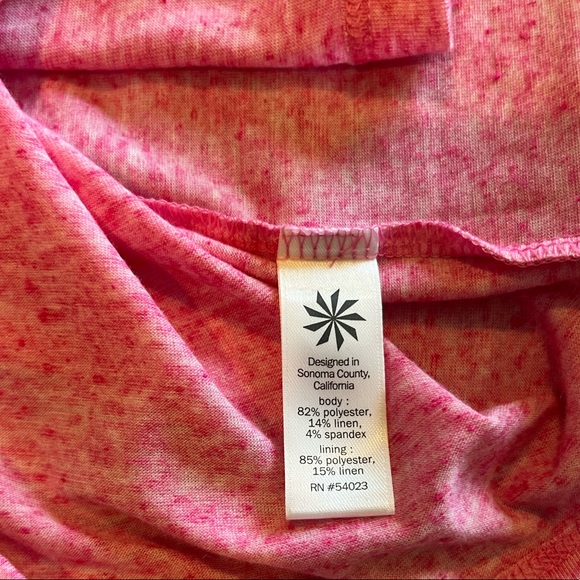 Designed in
Sonoma County,
California
body :
82% polyester,
14% linen,
4% spandex
lining :
85% polyester,
15% linen
RN #54023